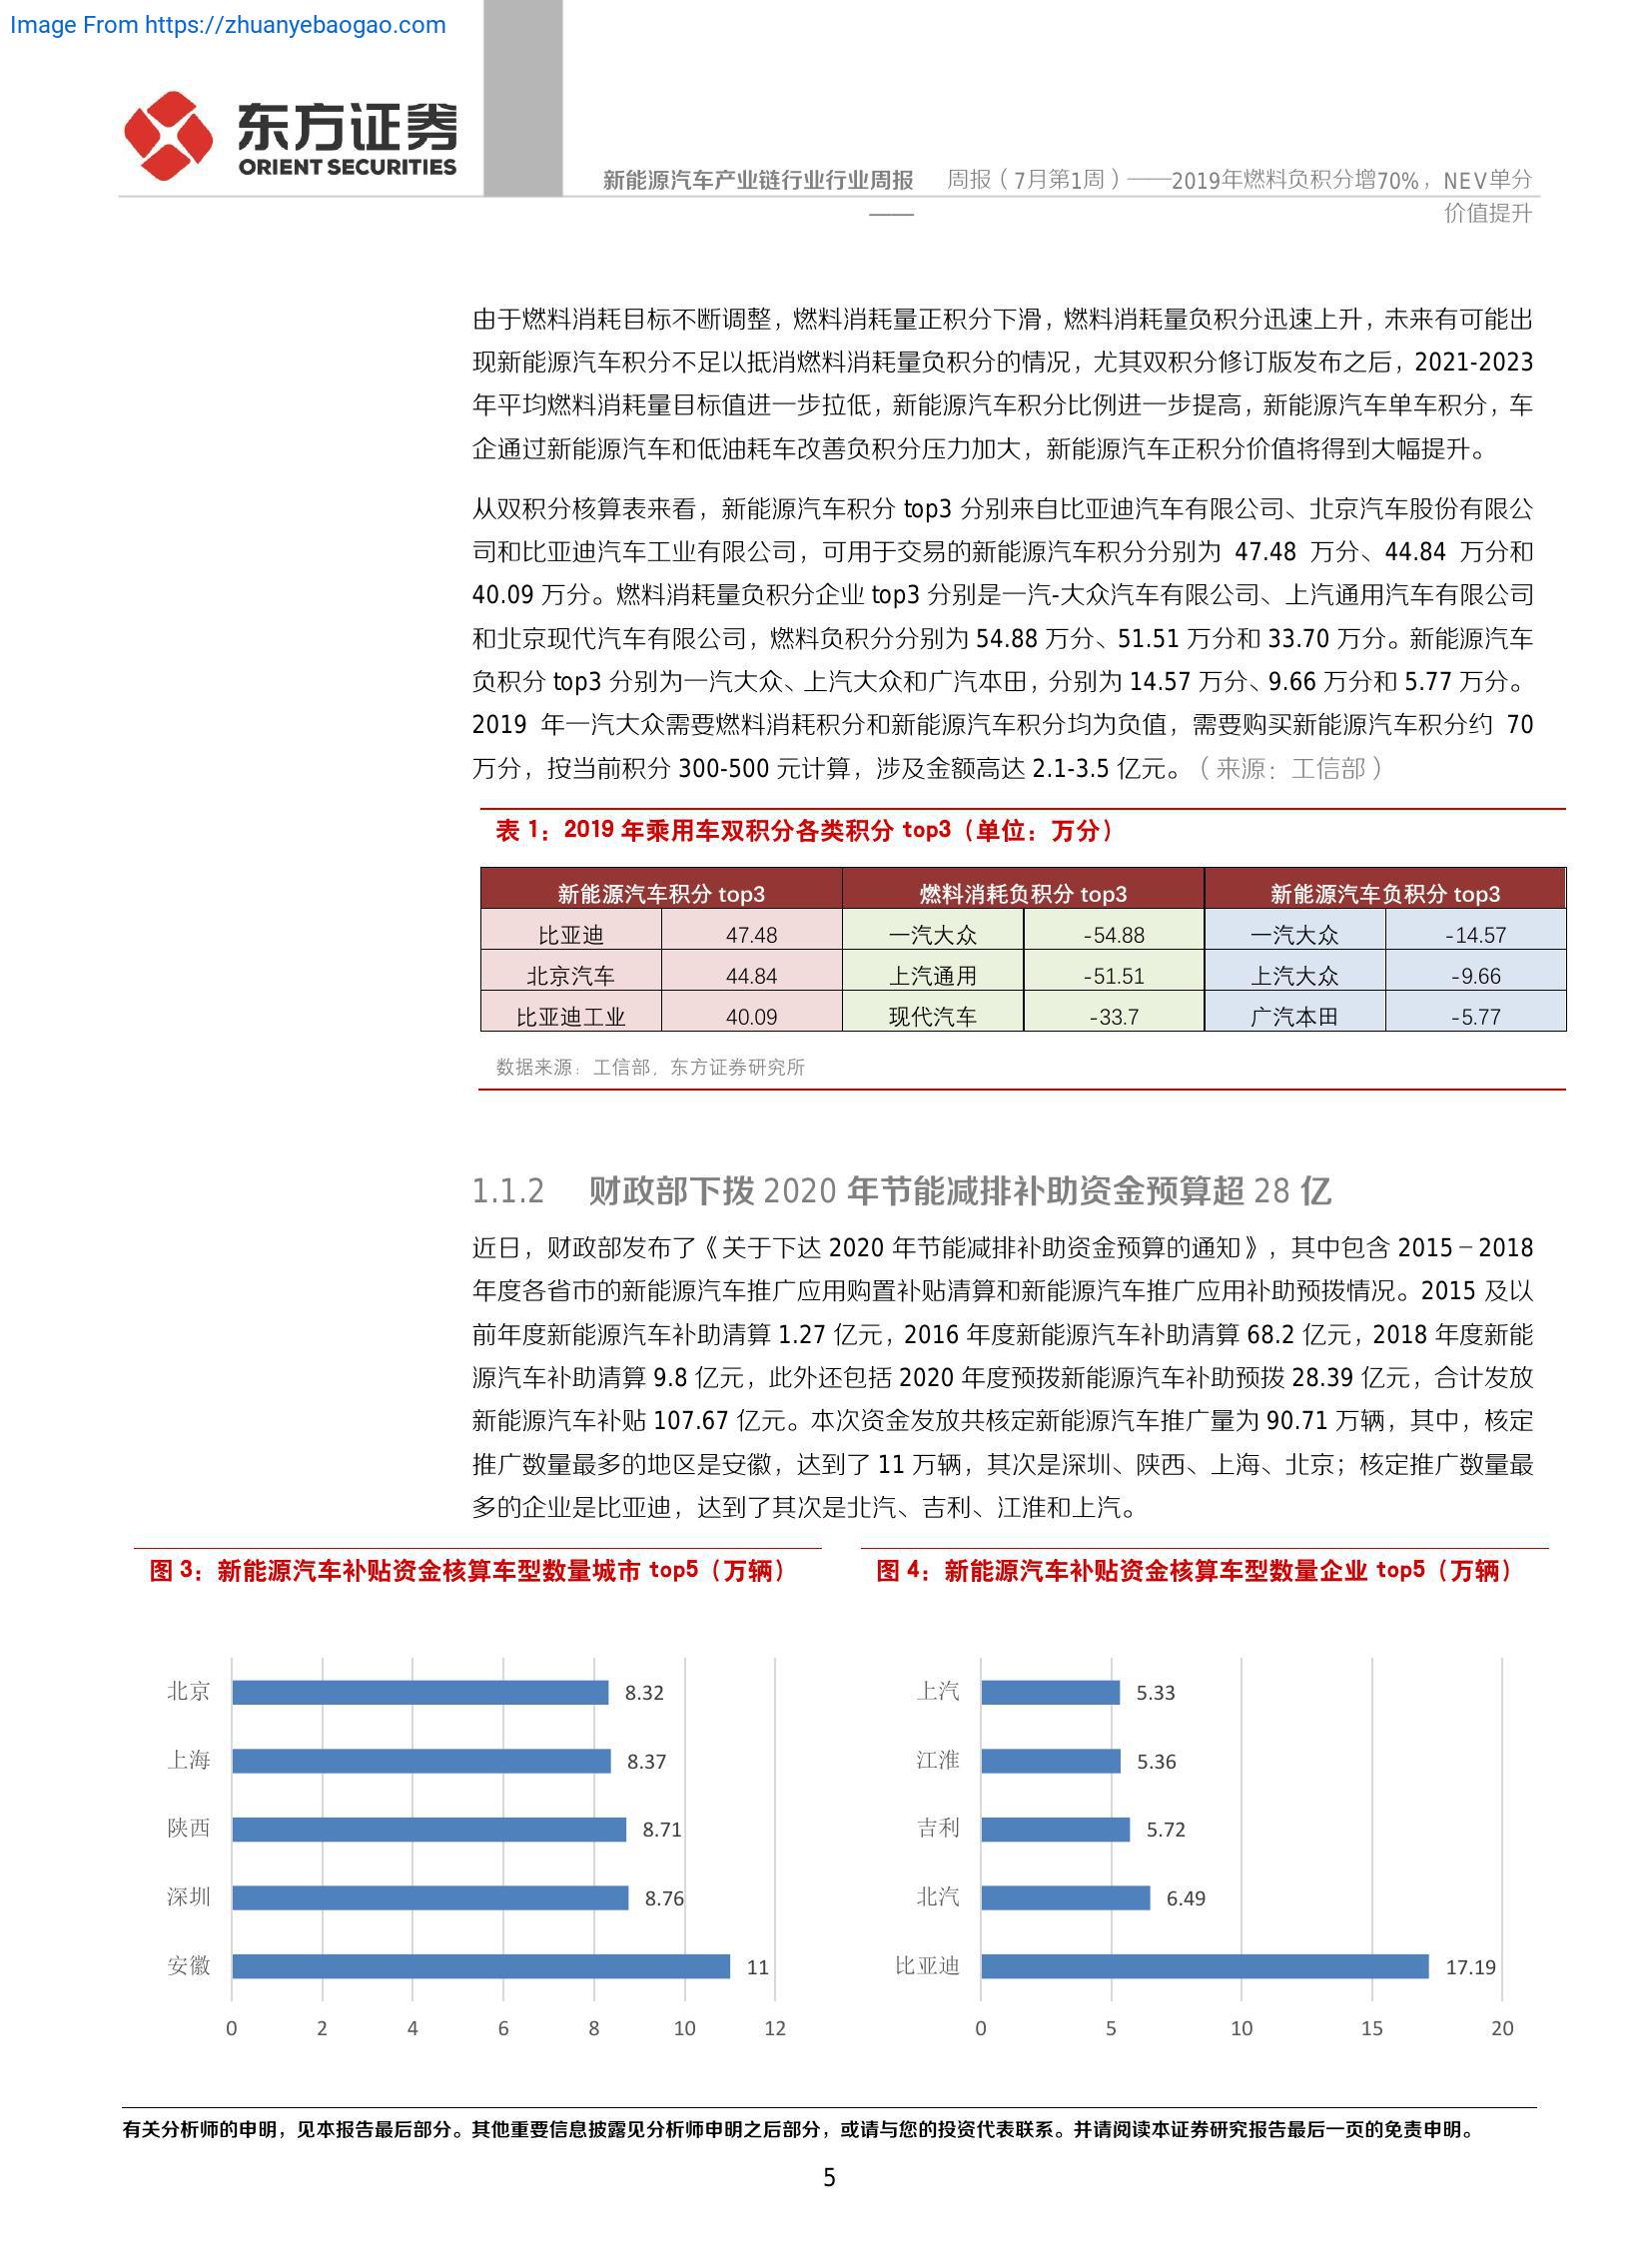 Image From https://zhuanyebaogao.com
东方证券
ORIENT SECURITIES
新能源汽车产业链行业行业周报 周报（7月第1周）——2019年燃料负积分增70%，NEV单分
—— 价值提升
由于燃料消耗目标不断调整，燃料消耗量正积分下滑，燃料消耗量负积分迅速上升，未来有可能出
现新能源汽车积分不足以抵消燃料消耗量负积分的情况，尤其双积分修订版发布之后，2021-2023
年平均燃料消耗量目标值进一步拉低，新能源汽车积分比例进一步提高，新能源汽车单车积分，车
企通过新能源汽车和低油耗车改善负积分压力加大，新能源汽车正积分价值将得到大幅提升。
从双积分核算表来看，新能源汽车积分 top3 分别来自比亚迪汽车有限公司、北京汽车股份有限公
司和比亚迪汽车工业有限公司，可用于交易的新能源汽车积分分别为 47.48 万分、44.84 万分和
40.09 万分。燃料消耗量负积分企业 top3 分别是一汽-大众汽车有限公司、上汽通用汽车有限公司
和北京现代汽车有限公司，燃料负积分分别为 54.88 万分、51.51 万分和 33.70 万分。新能源汽车
负积分 top3 分别为一汽大众、上汽大众和广汽本田，分别为 14.57 万分、9.66 万分和 5.77 万分。
2019 年一汽大众需要燃料消耗积分和新能源汽车积分均为负值，需要购买新能源汽车积分约 70
万分，按当前积分 300-500 元计算，涉及金额高达 2.1-3.5 亿元。（来源：工信部）
表 1：2019 年乘用车双积分各类积分 top3（单位：万分）
新能源汽车积分 top3 燃料消耗负积分 top3 新能源汽车负积分 top3
比亚迪 47.48 一汽大众 -54.88 一汽大众 -14.57
北京汽车 44.84 上汽通用 -51.51 上汽大众 -9.66
比亚迪工业 40.09 现代汽车 -33.7 广汽本田 -5.77
数据来源：工信部，东方证券研究所
1.1.2 财政部下拨 2020 年节能减排补助资金预算超 28 亿
近日，财政部发布了《关于下达 2020 年节能减排补助资金预算的通知》，其中包含 2015－2018
年度各省市的新能源汽车推广应用购置补贴清算和新能源汽车推广应用补助预拨情况。2015 及以
前年度新能源汽车补助清算 1.27 亿元，2016 年度新能源汽车补助清算 68.2 亿元，2018 年度新能
源汽车补助清算 9.8 亿元，此外还包括 2020 年度预拨新能源汽车补助预拨 28.39 亿元，合计发放
新能源汽车补贴 107.67 亿元。本次资金发放共核定新能源汽车推广量为 90.71 万辆，其中，核定
推广数量最多的地区是安徽，达到了 11 万辆，其次是深圳、陕西、上海、北京；核定推广数量最
多的企业是比亚迪，达到了其次是北汽、吉利、江淮和上汽。
图 3：新能源汽车补贴资金核算车型数量城市 top5（万辆）
北京 8.32
上海 8.37
陕西 8.71
深圳 8.76
安徽 11
0 2 4 6 8 10 12
图 4：新能源汽车补贴资金核算车型数量企业 top5（万辆）
上汽 5.33
江淮 5.36
吉利 5.72
北汽 6.49
比亚迪 17.19
0 5 10 15 20
有关分析师的申明，见本报告最后部分。其他重要信息披露见分析师申明之后部分，或请与您的投资代表联系。并请阅读本证券研究报告最后一页的免责申明。
5